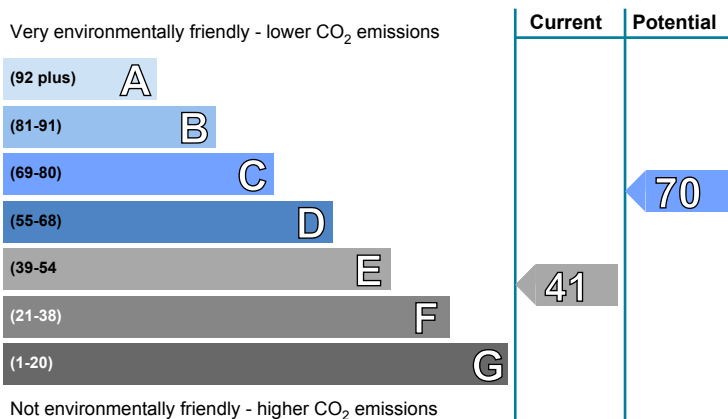 Very environmentally friendly - lower CO₂ emissions
Current
Potential
(92 plus) A
(81-91) B
(69-80) C
70
(55-68) D
(39-54 E
41
(21-38) F
(1-20) G
Not environmentally friendly - higher CO₂ emissions